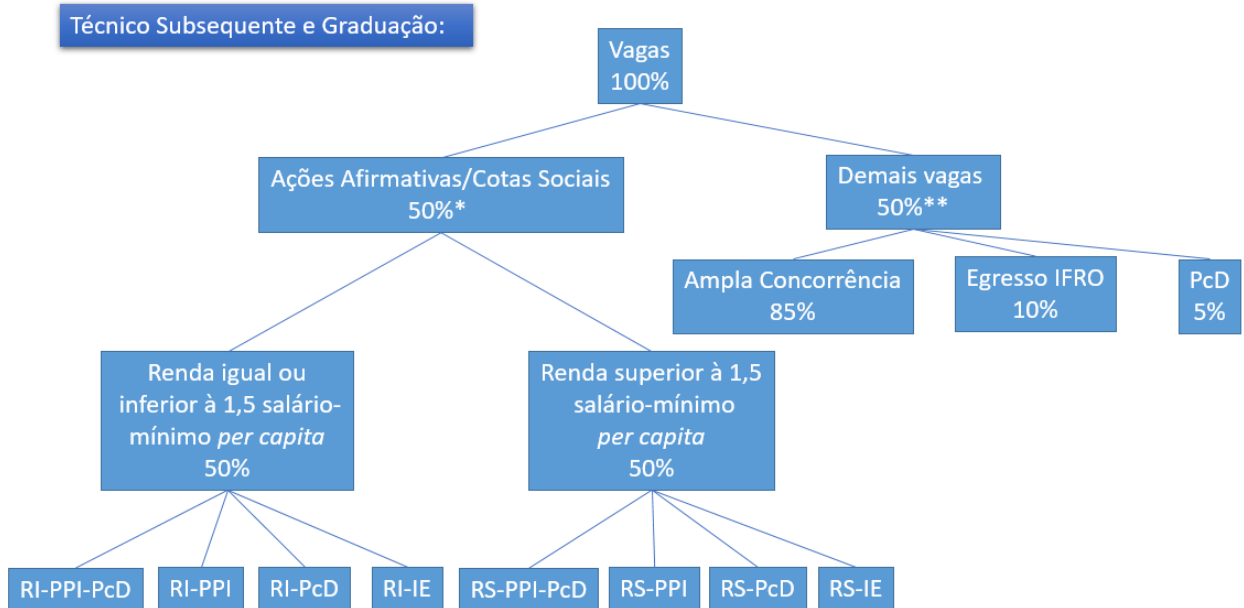 Técnico Subsequente e Graduação:
Vagas
100%
Ações Afirmativas/Cotas Sociais
50%*
Demais vagas
50%**
Ampla Concorrência
85%
Egresso IFRO
10%
PcD
5%
Renda igual ou
inferior à 1,5 salário-
mínimo per capita
50%
Renda superior à 1,5
salário-mínimo
per capita
50%
RI-PPI-PcD
RI-PPI
RI-PcD
RI-IE
RS-PPI-PcD
RS-PPI
RS-PcD
RS-IE